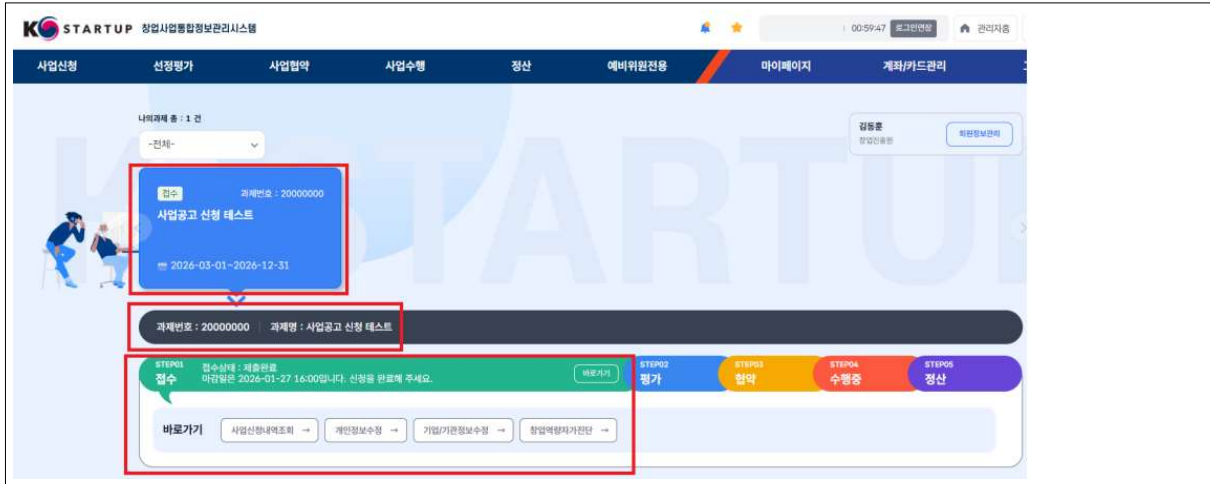 K STARTUP 창업사업통합정보관리시스템
00:59:47 로그인연장 관리자홈
사업신청 선정평가 사업협약 사업수행 정산 예비위원전용 마이페이지 계좌/카드관리
나의과제 총 : 1 건
-전체-
김동훈
창업진흥원
회원정보관리
접수 과제번호 : 20000000
사업공고 신청 테스트
2026-03-01~2026-12-31
과제번호 : 20000000 과제명 : 사업공고 신청 테스트
STEP01 접수
접수상태 : 제출완료
마감일은 2026-01-27 16:00입니다. 신청을 완료해 주세요.
바로가기
STEP02 평가
STEP03 협약
STEP04 수행중
STEP05 정산
바로가기 사업신청내역조회 → 개인정보수정 → 기업/기관정보수정 → 창업역량자가진단 →
K-STARTU